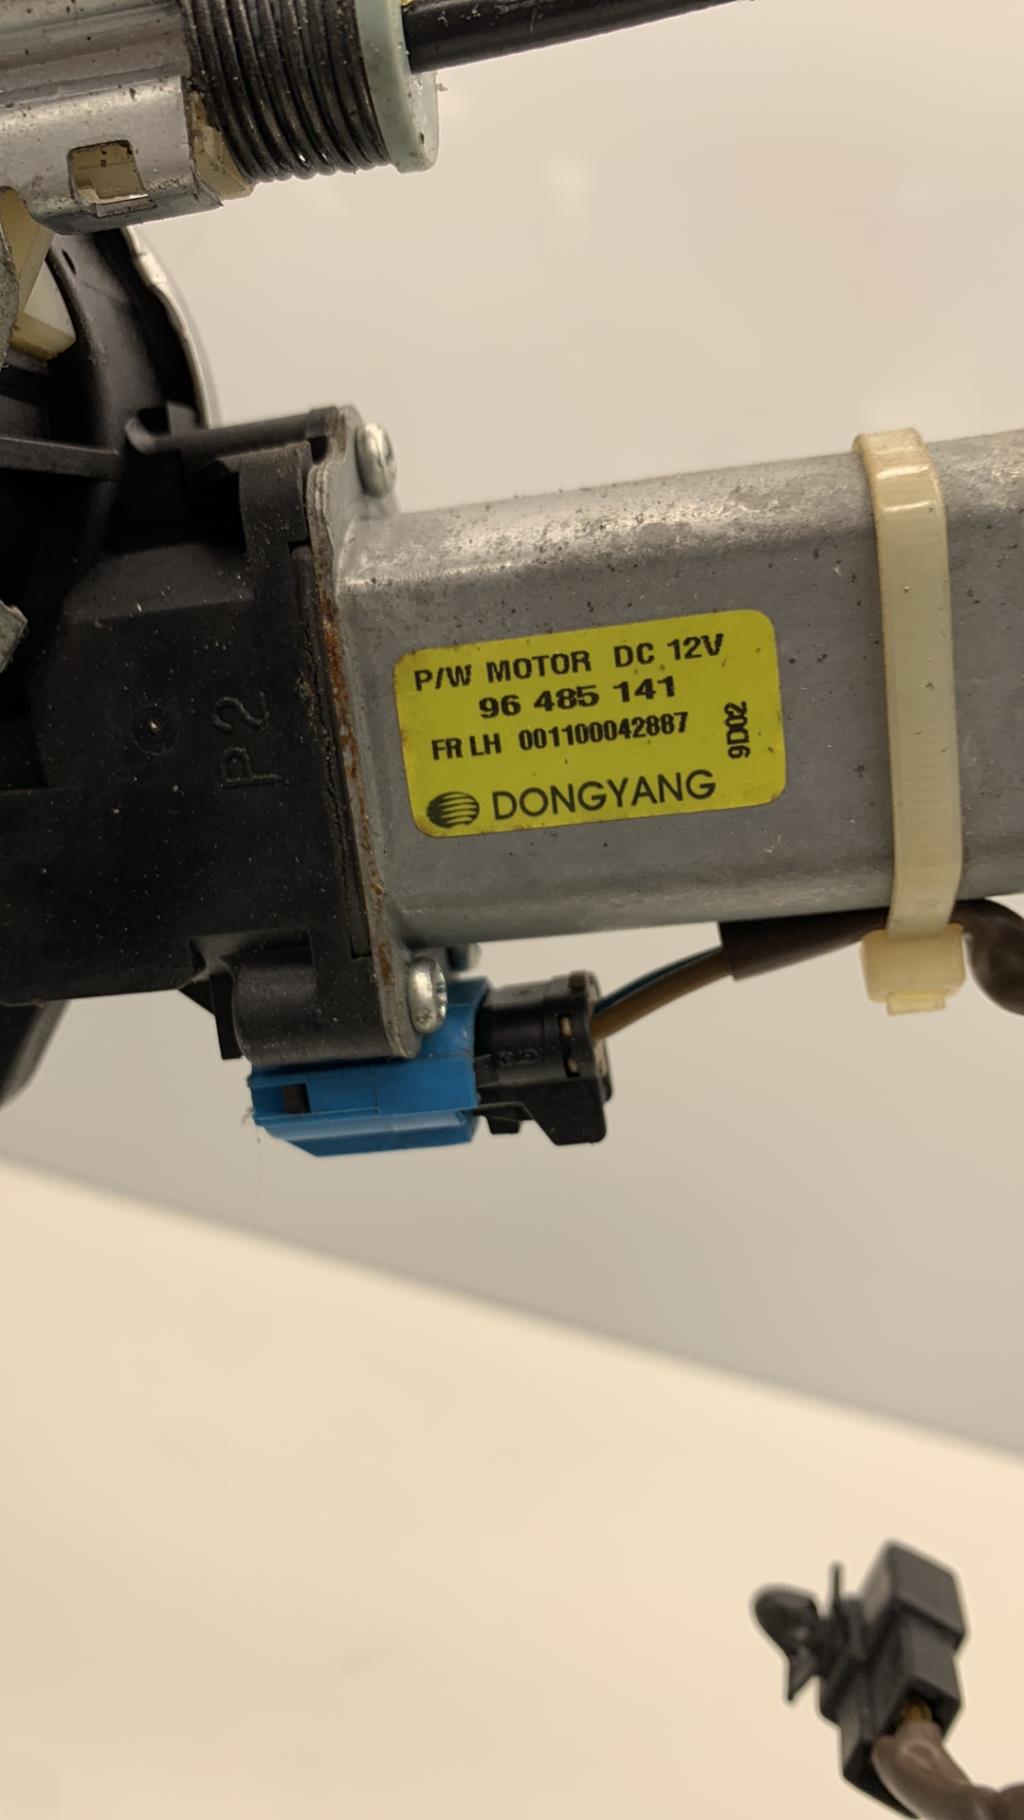 P/W MOTOR DC 12V
96 485 141
FR LH 001100042887
9D02
DONGYANG
P2